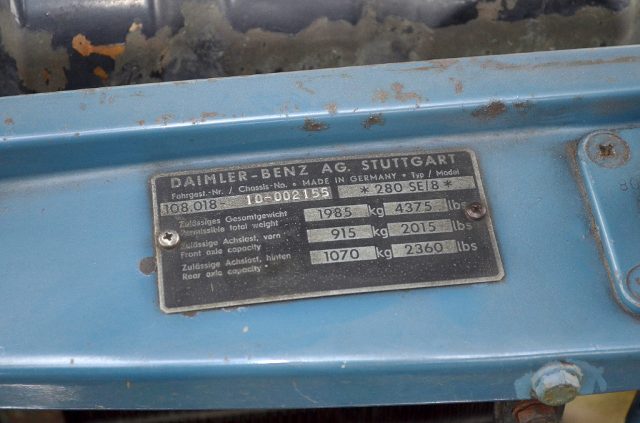 DAIMLER-BENZ AG. STUTTGART
Fahrgest.-Nr. / Chassis-No. • MADE IN GERMANY • Typ / Model
108.018- 10-002155 * 280 SE/8 *
Zulässiges Gesamtgewicht
Permissible total weight
1985 kg 4375 lbs
Zulässige Achslast, vorn
Front axle capacity
915 kg 2015 lbs
Zulässige Achslast, hinten
Rear axle capacity
1070 kg 2360 lbs